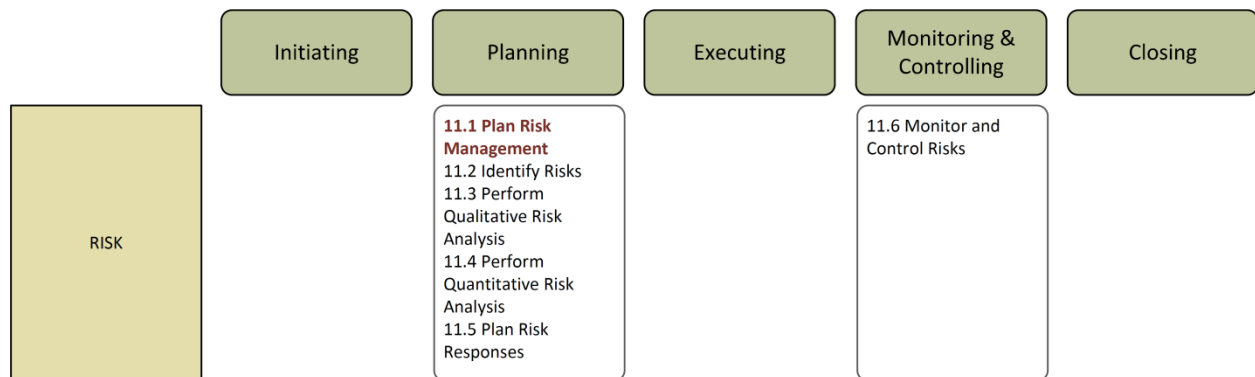 Initiating
Planning
Executing
Monitoring &
Controlling
Closing
RISK
11.1 Plan Risk
Management
11.2 Identify Risks
11.3 Perform
Qualitative Risk
Analysis
11.4 Perform
Quantitative Risk
Analysis
11.5 Plan Risk
Responses
11.6 Monitor and
Control Risks